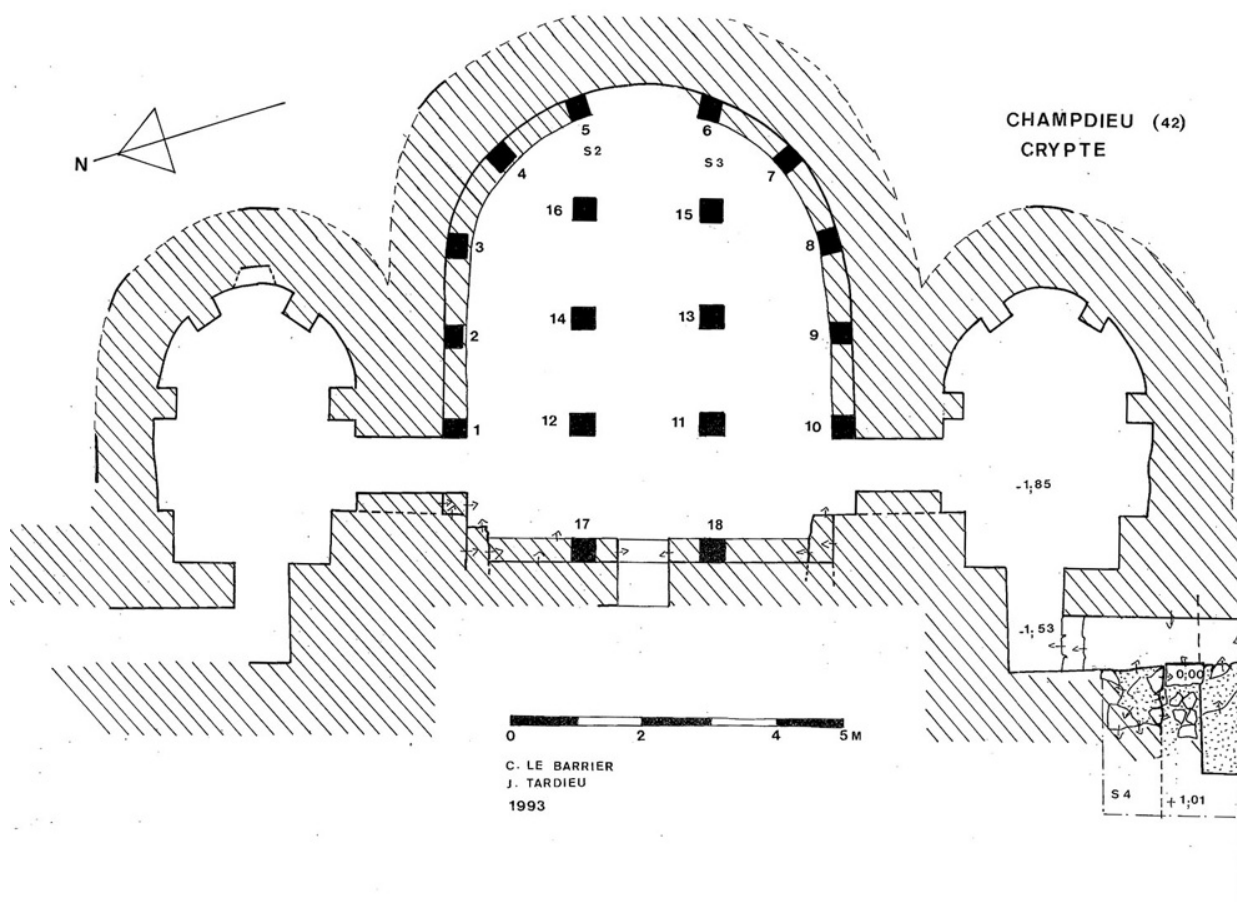 CHAMPDIEU (42)
CRYPTE
N
5
6
S2
S3
4
7
16
15
3
8
14
13
2
9
12
11
1
10
-1,85
17
18
-1,53
0,00
0
2
4
5 M
C. LE BARRIER
J. TARDIEU
1993
S4
+ 1,01